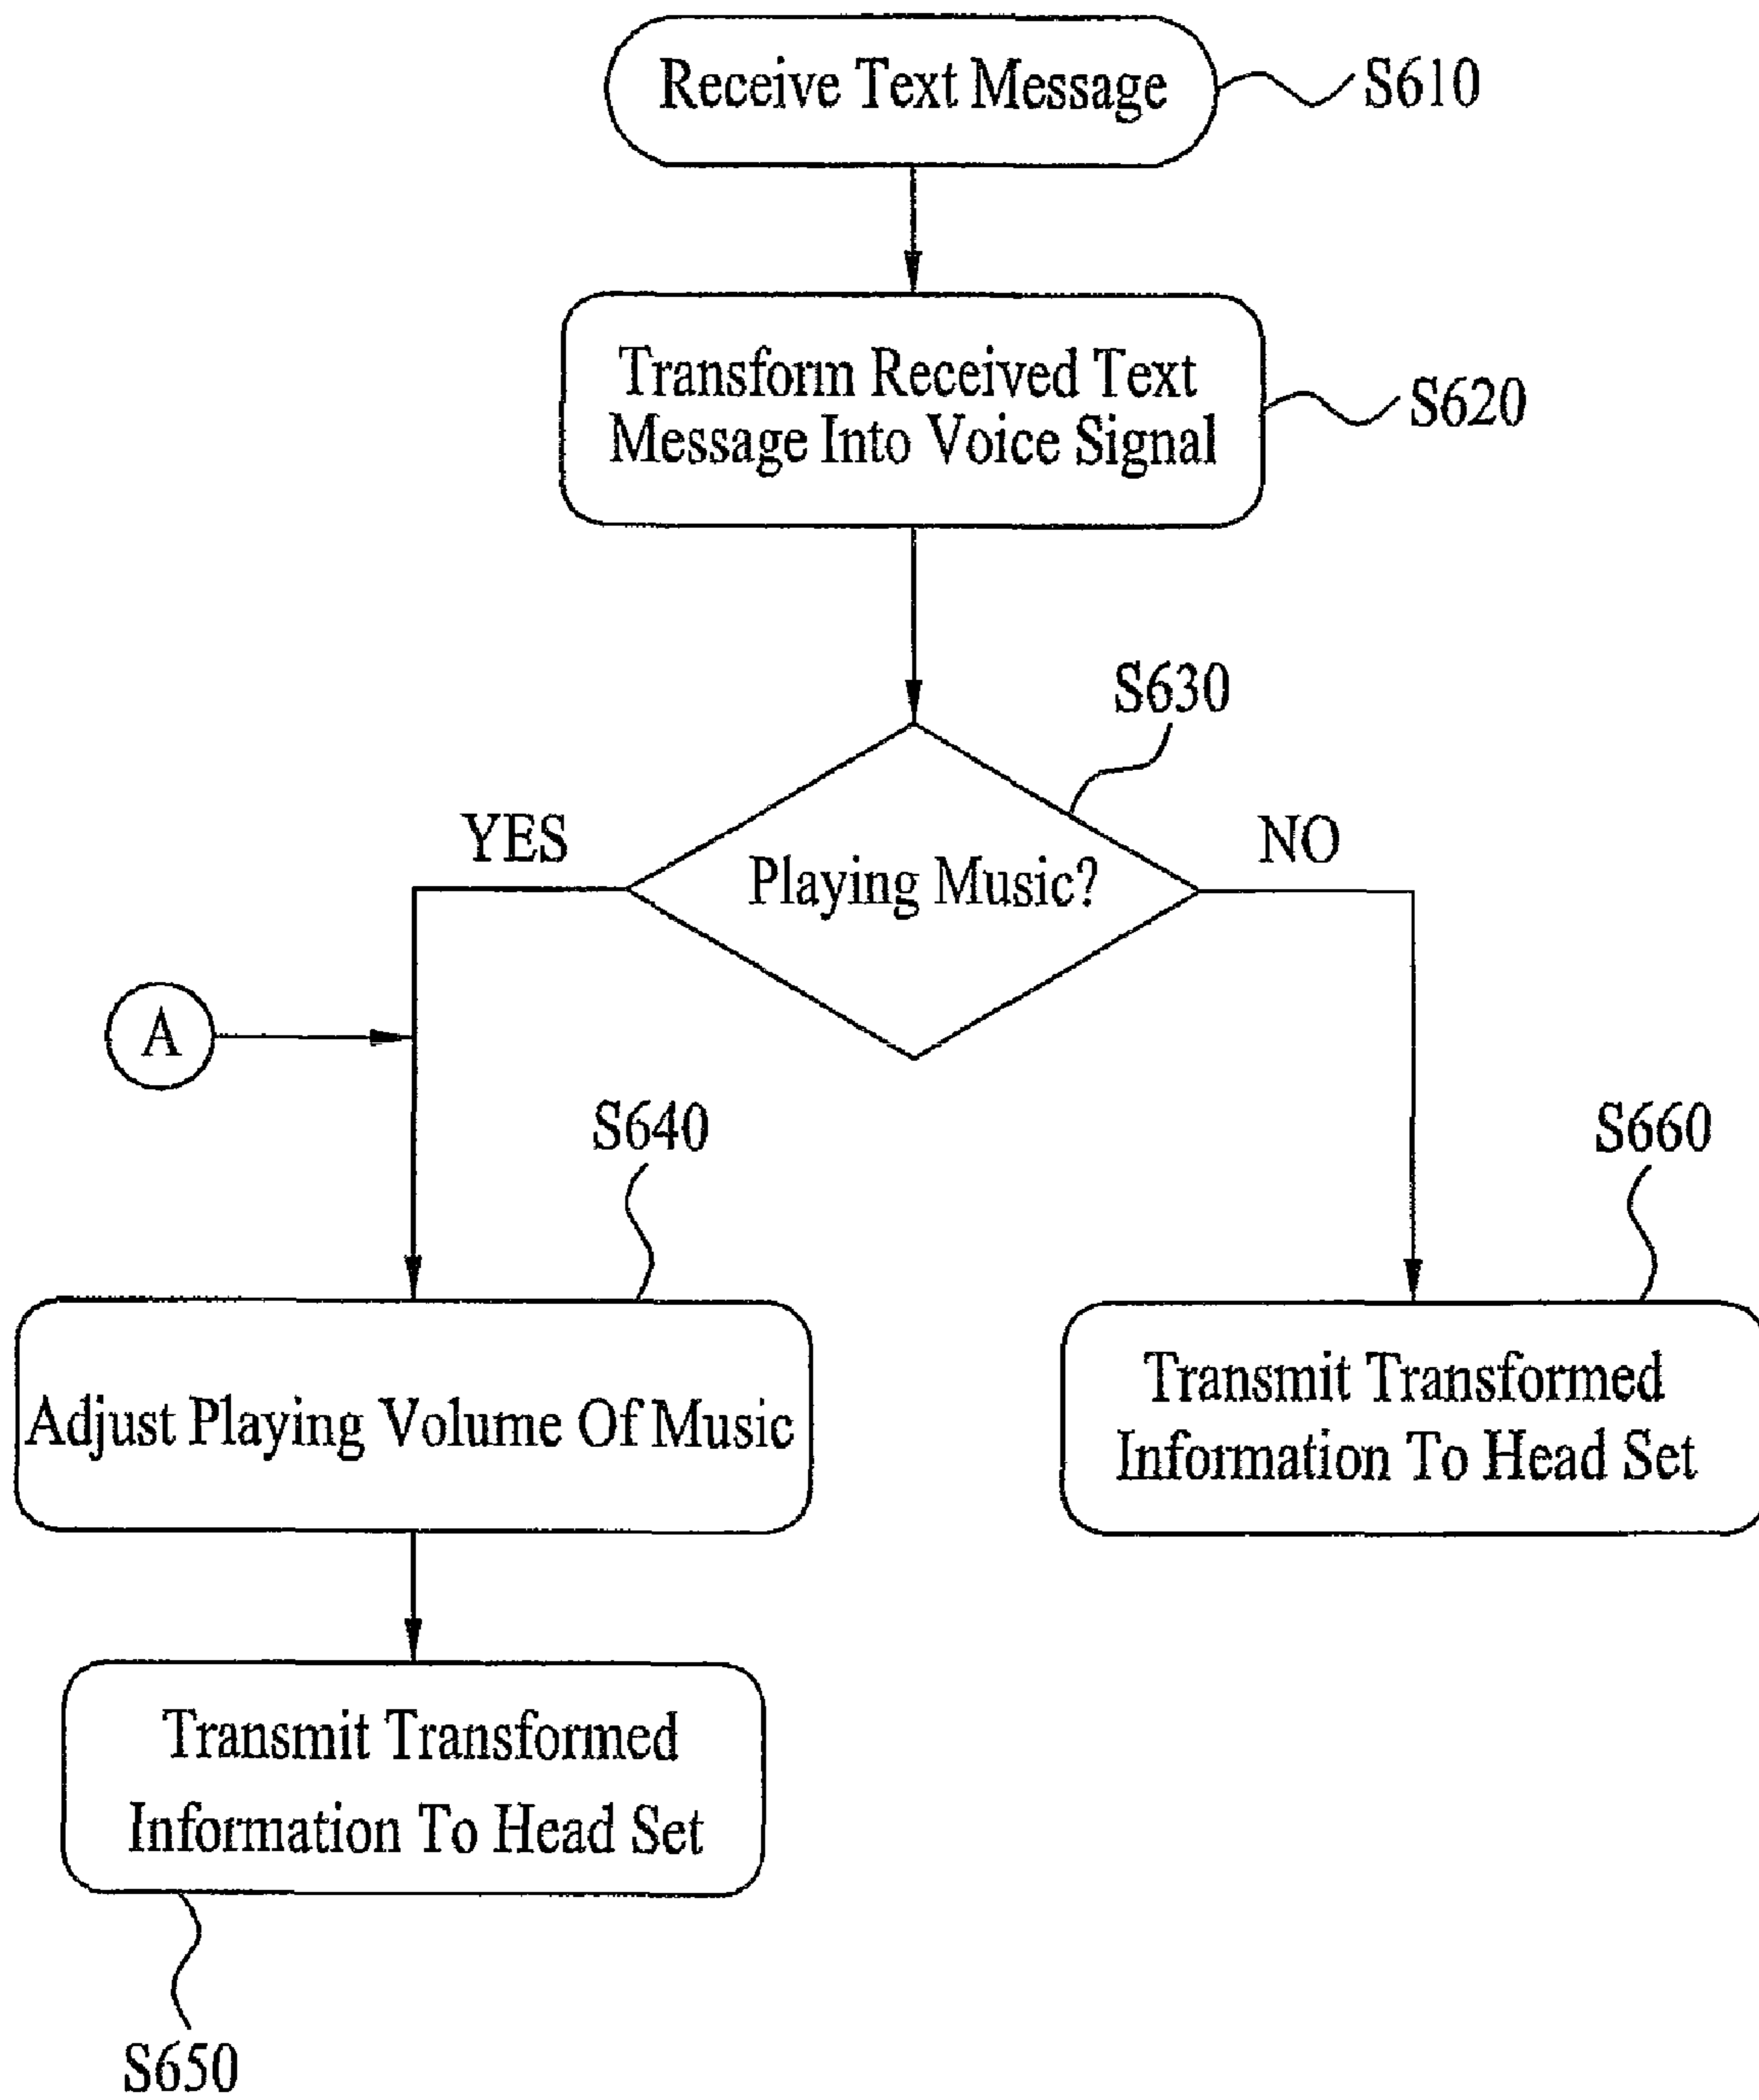 Receive Text Message
S610
Transform Received Text
Message Into Voice Signal
S620
S630
YES
Playing Music?
NO
A
S640
S660
Adjust Playing Volume Of Music
Transmit Transformed
Information To Head Set
Transmit Transformed
Information To Head Set
S650